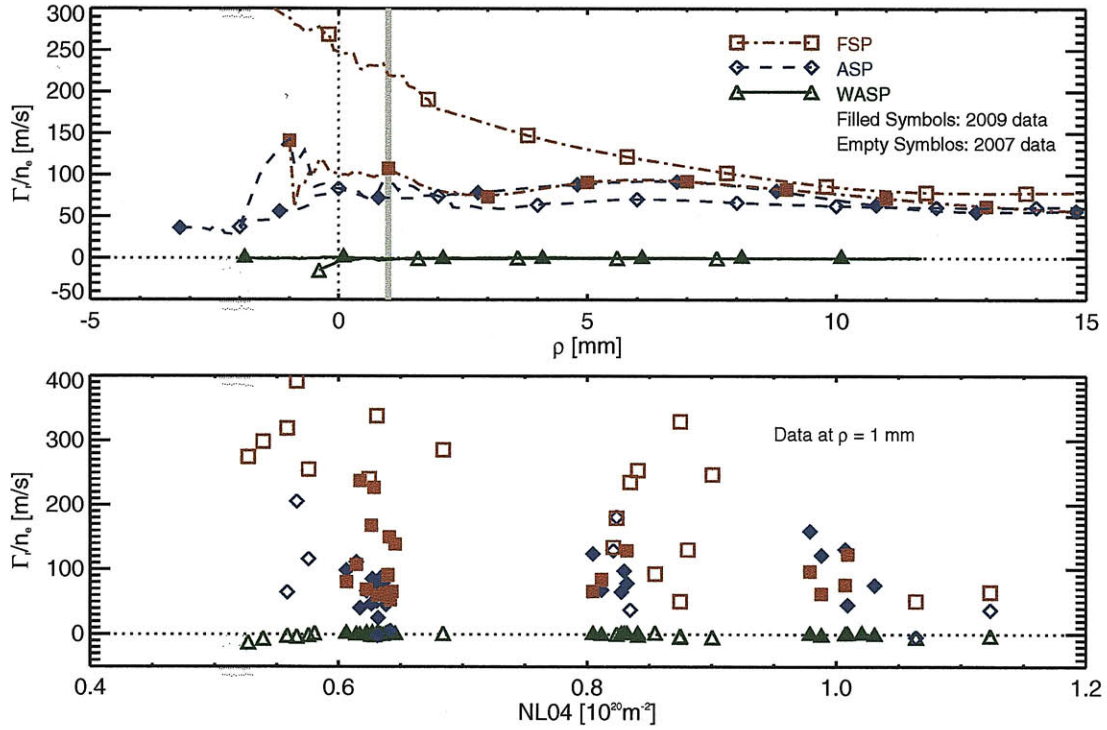 300
250
200
150
100
50
0
-50
Γr/ne [m/s]
FSP
ASP
WASP
Filled Symbols: 2009 data
Empty Symblos: 2007 data
-5
0
5
10
15
ρ [mm]
400
300
200
100
0
Γr/ne [m/s]
Data at ρ = 1 mm
0.4
0.6
0.8
1.0
1.2
NL04 [10²⁰m⁻²]